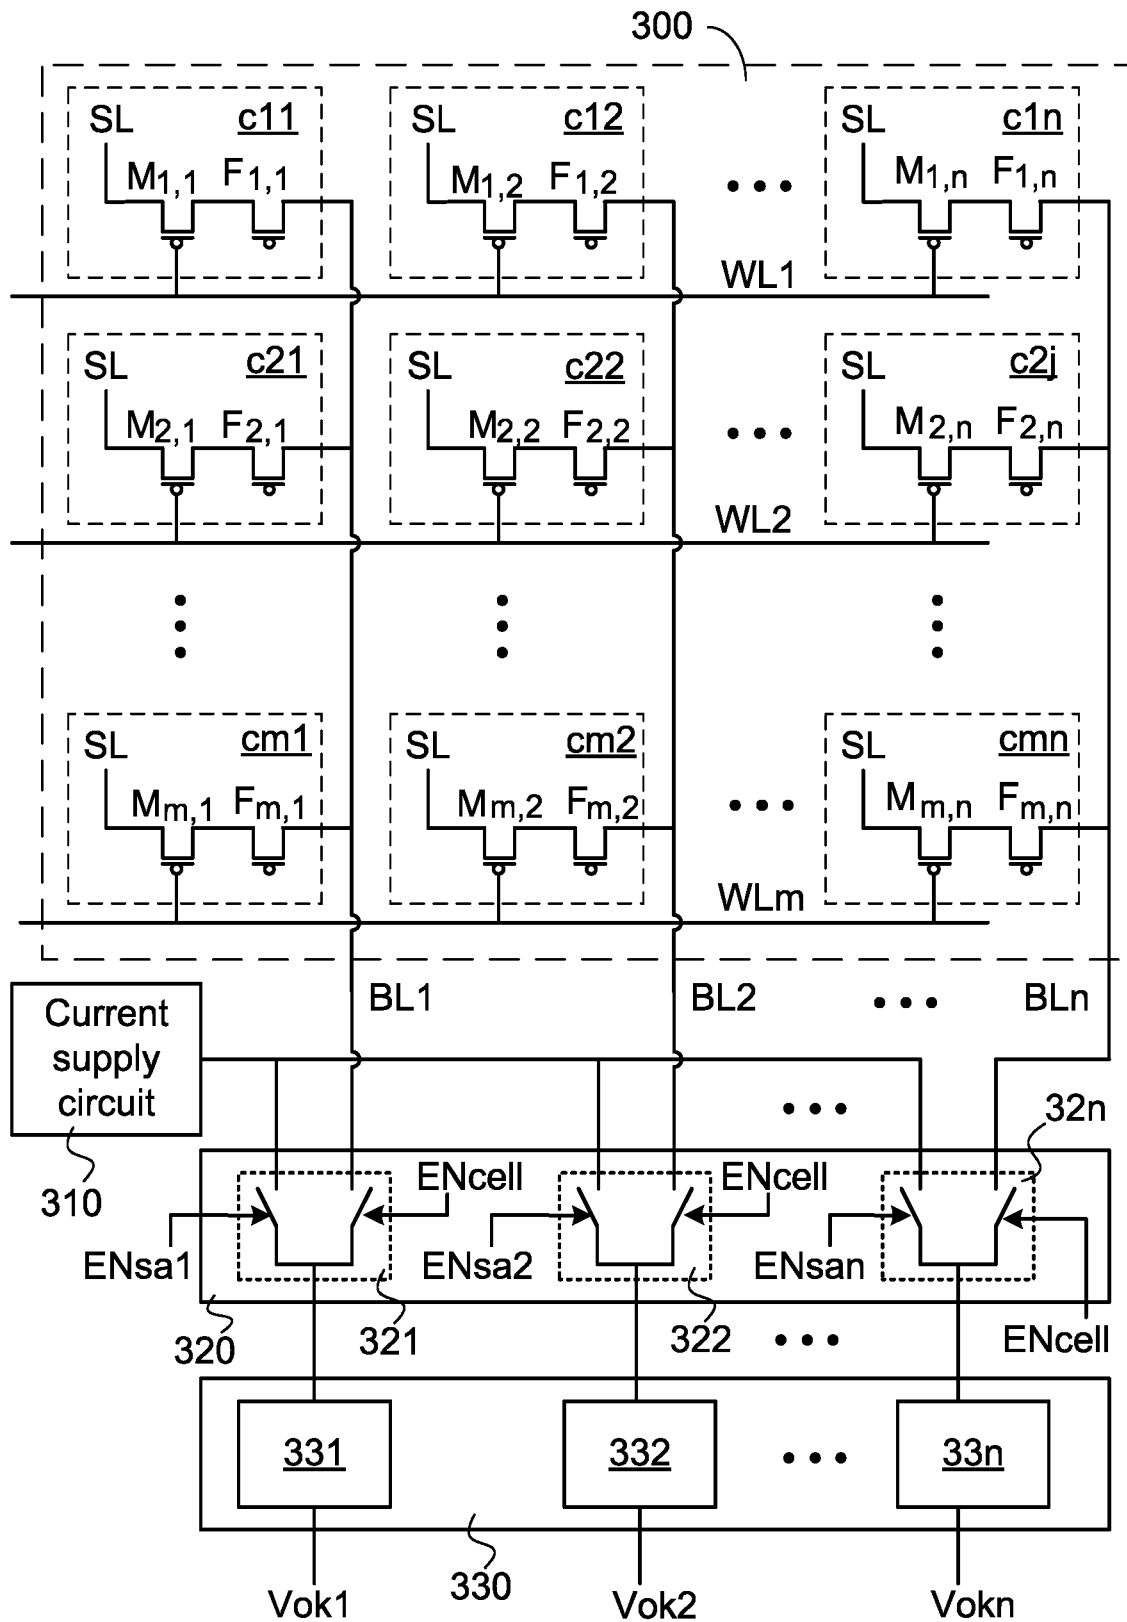 300
SL c11 SL c12 SL c1n
M1,1 F1,1 M1,2 F1,2 M1,n F1,n
WL1
SL c21 SL c22 SL c2j
M2,1 F2,1 M2,2 F2,2 M2,n F2,n
WL2
SL cm1 SL cm2 SL cmn
Mm,1 Fm,1 Mm,2 Fm,2 Mm,n Fm,n
WLm
BL1 BL2 BLn
Current
supply
circuit
310
32n
ENcell ENcell
ENsa1 ENsa2 ENsan
320 321 322 ENcell
331 332 33n
330
Vok1 Vok2 Vokn